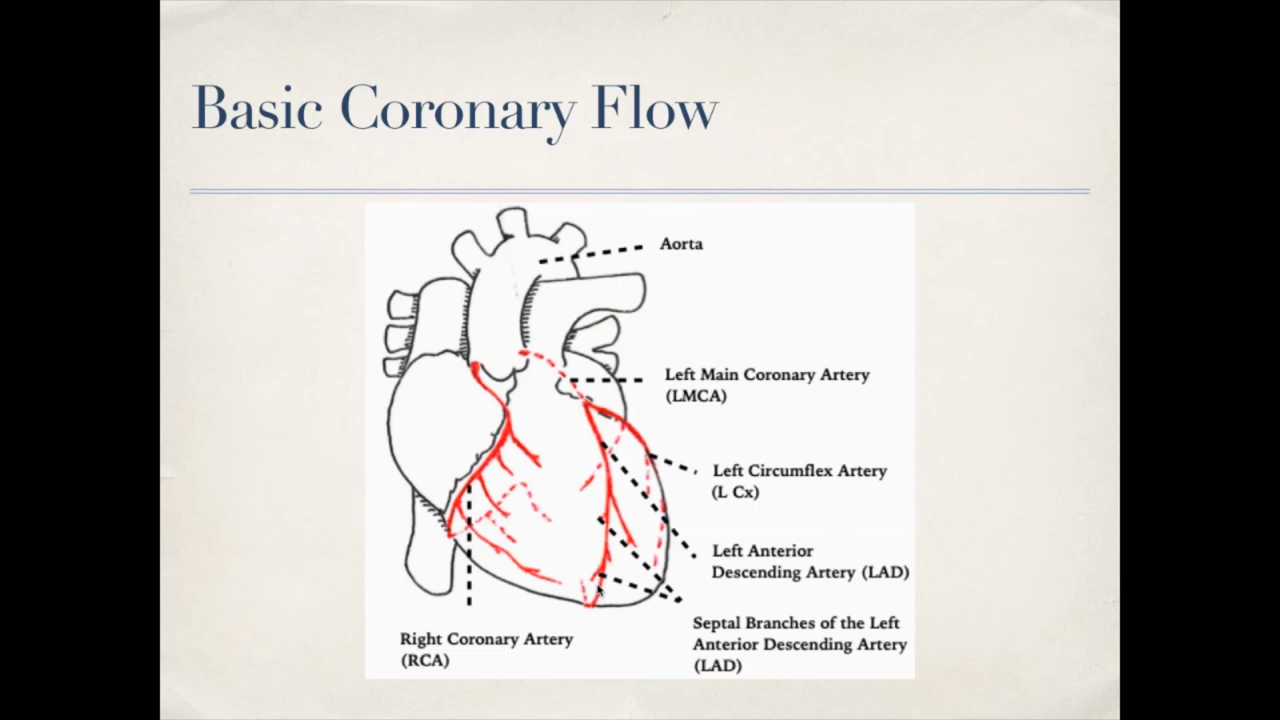 Basic Coronary Flow
Aorta
Left Main Coronary Artery
(LMCA)
Left Circumflex Artery
(L Cx)
Left Anterior
Descending Artery (LAD)
Septal Branches of the Left
Anterior Descending Artery
(LAD)
Right Coronary Artery
(RCA)